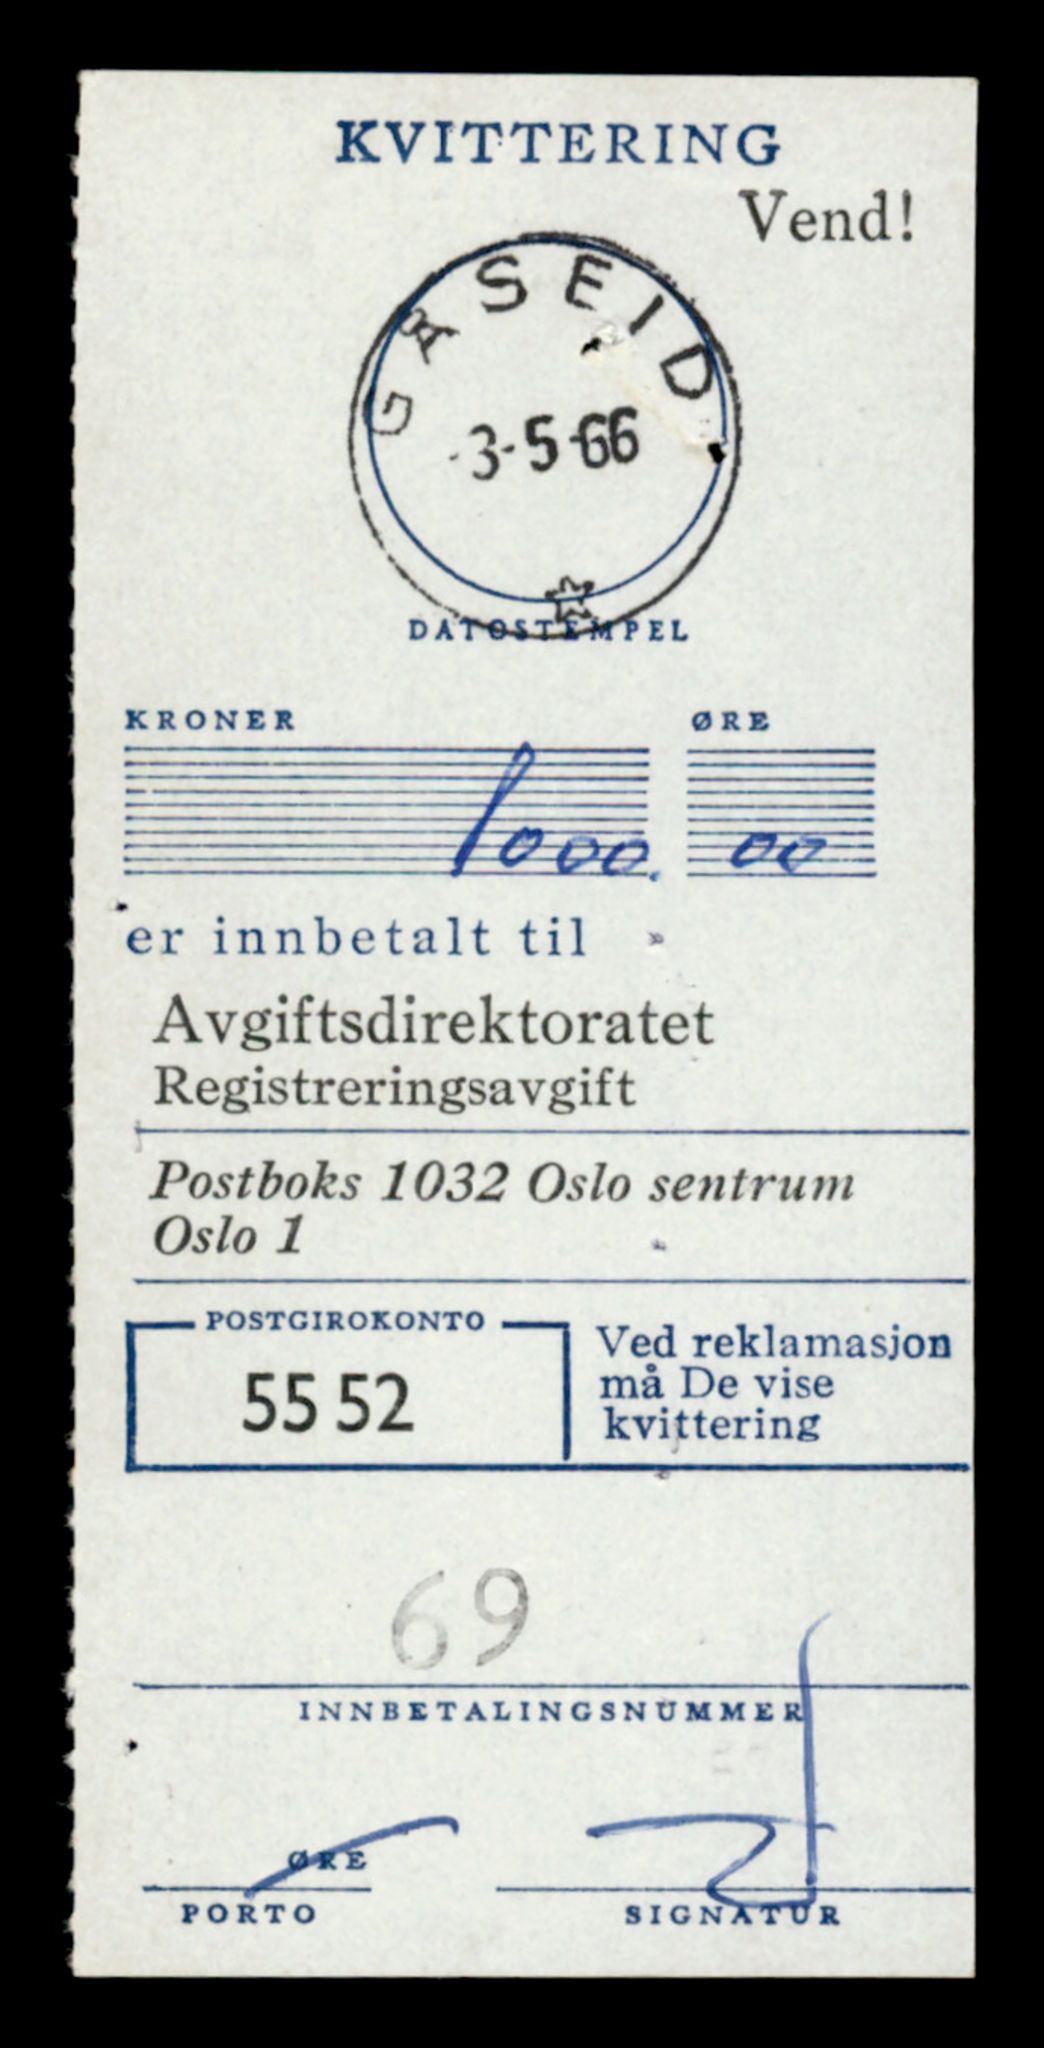 KVITTERING
Vend!
GÅSEID
-3-5-66
DATOSTEMPEL
KRONER ØRE
1000. 00
er innbetalt til
Avgiftsdirektoratet
Registreringsavgift
Postboks 1032 Oslo sentrum
Oslo 1
POSTGIROKONTO
55 52
Ved reklamasjon
må De vise
kvittering
69
INNBETALINGSNUMMER
ØRE
PORTO SIGNATUR